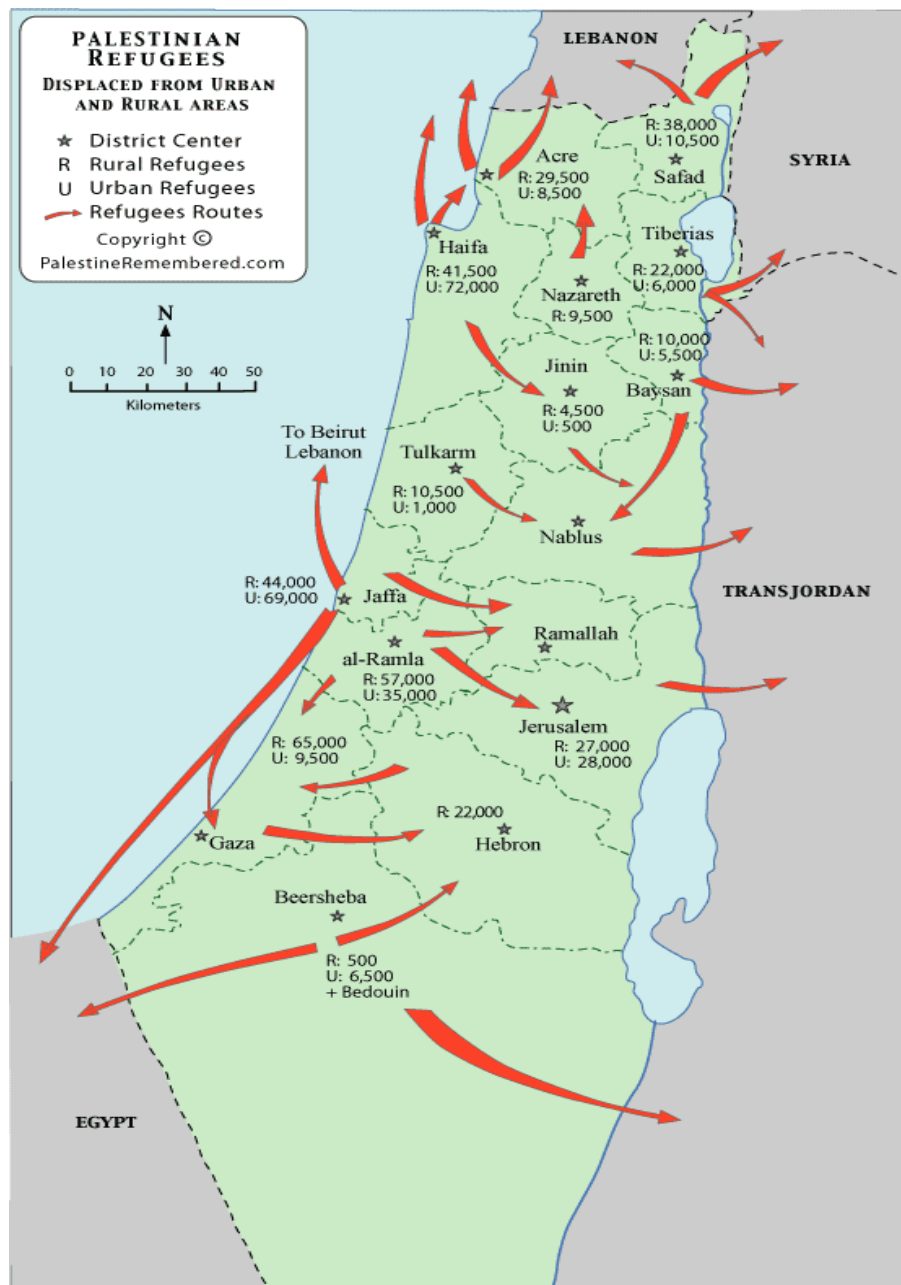 PALESTINIAN
REFUGEES
DISPLACED FROM URBAN
AND RURAL AREAS
District Center
R Rural Refugees
U Urban Refugees
Refugees Routes
Copyright ©
PalestineRemembered.com
N
0 10 20 30 40 50
Kilometers
LEBANON
SYRIA
R: 38,000
U: 10,500
Safad
Acre
R: 29,500
U: 8,500
Haifa
R: 41,500
U: 72,000
Tiberias
R: 22,000
U: 6,000
Nazareth
R: 9,500
R: 10,000
U: 5,500
Baysan
Jinin
R: 4,500
U: 500
To Beirut
Lebanon
Tulkarm
R: 10,500
U: 1,000
Nablus
R: 44,000
U: 69,000
Jaffa
TRANSJORDAN
Ramallah
al-Ramla
R: 57,000
U: 35,000
Jerusalem
R: 27,000
U: 28,000
R: 65,000
U: 9,500
Gaza
R: 22,000
Hebron
Beersheba
R: 500
U: 6,500
+ Bedouin
EGYPT